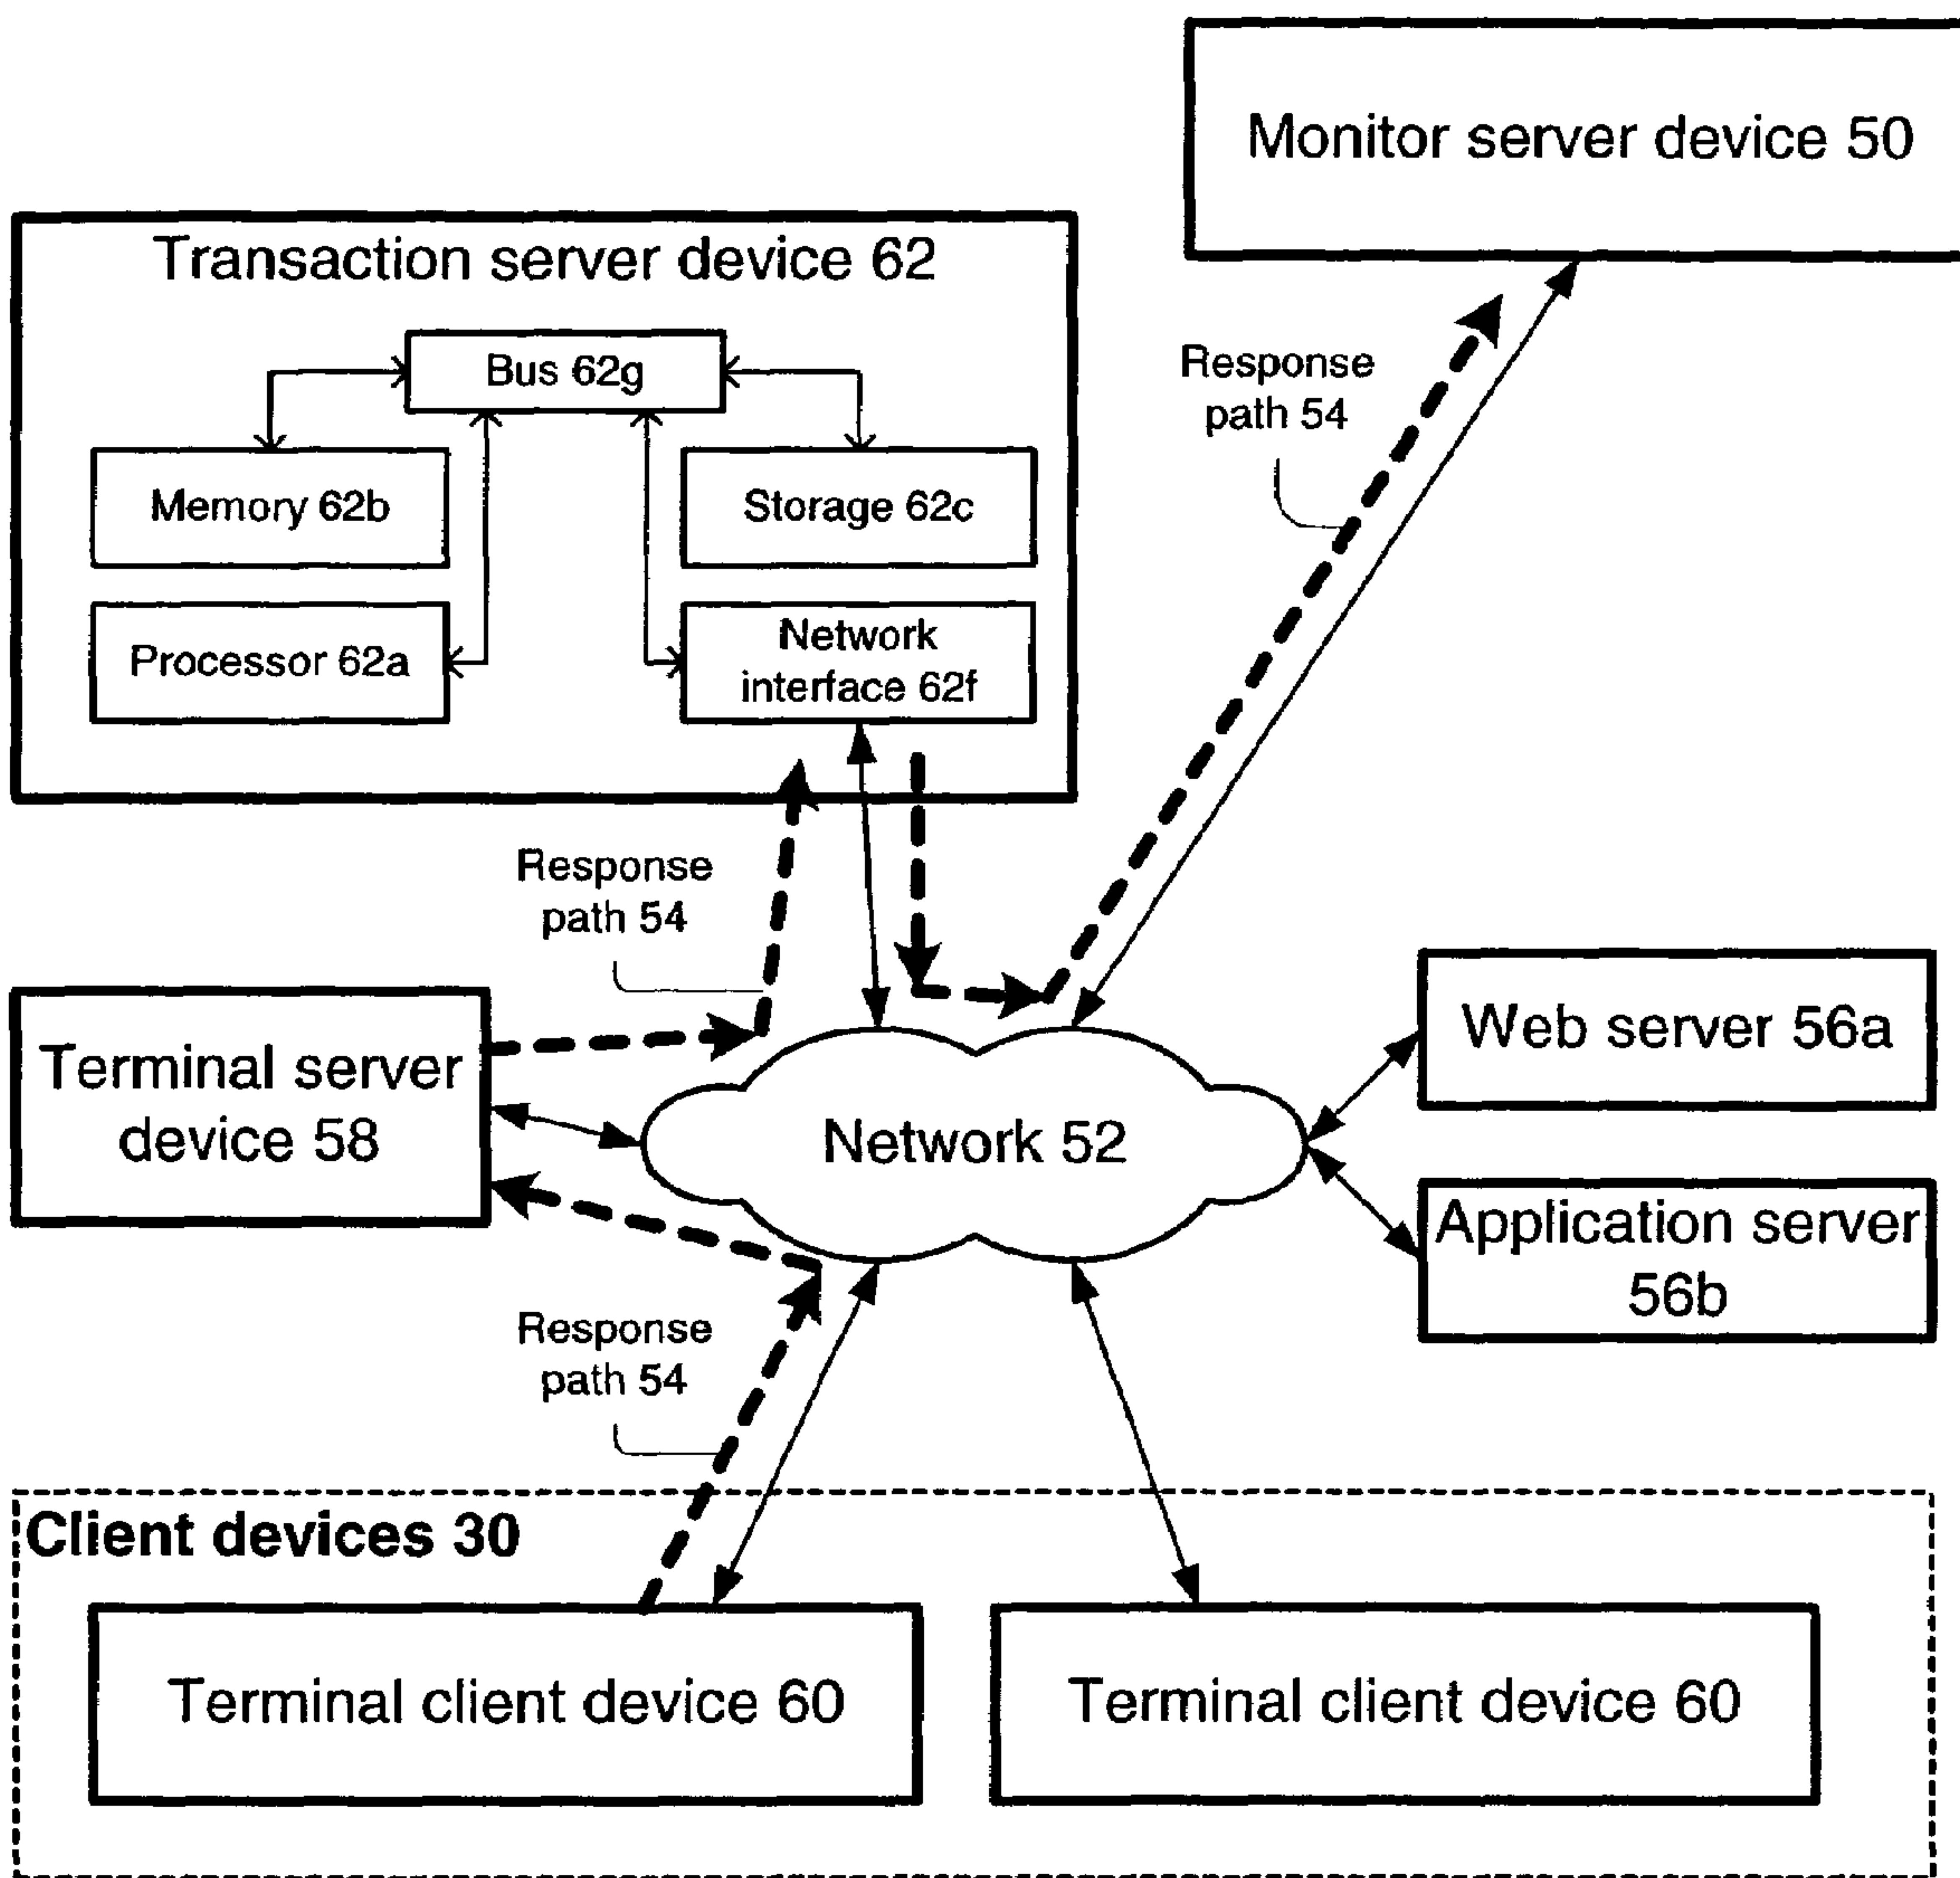 Monitor server device 50
Transaction server device 62
Bus 62g
Memory 62b
Storage 62c
Processor 62a
Network
interface 62f
Response
path 54
Response
path 54
Terminal server
device 58
Network 52
Web server 56a
Application server
56b
Response
path 54
Client devices 30
Terminal client device 60
Terminal client device 60